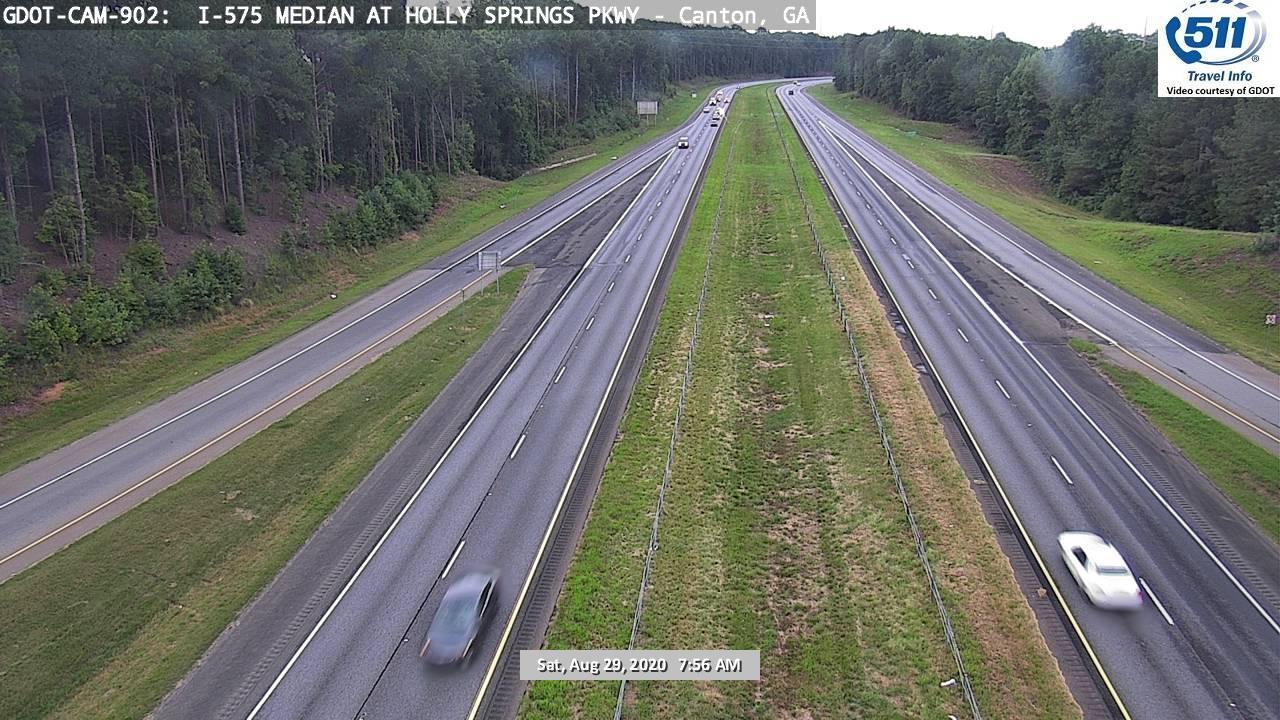 GDOT-CAM-902: I-575 MEDIAN AT HOLLY SPRINGS PKWY - Canton, GA
511
Travel Info
Video courtesy of GDOT
Sat, Aug 29, 2020 7:56 AM